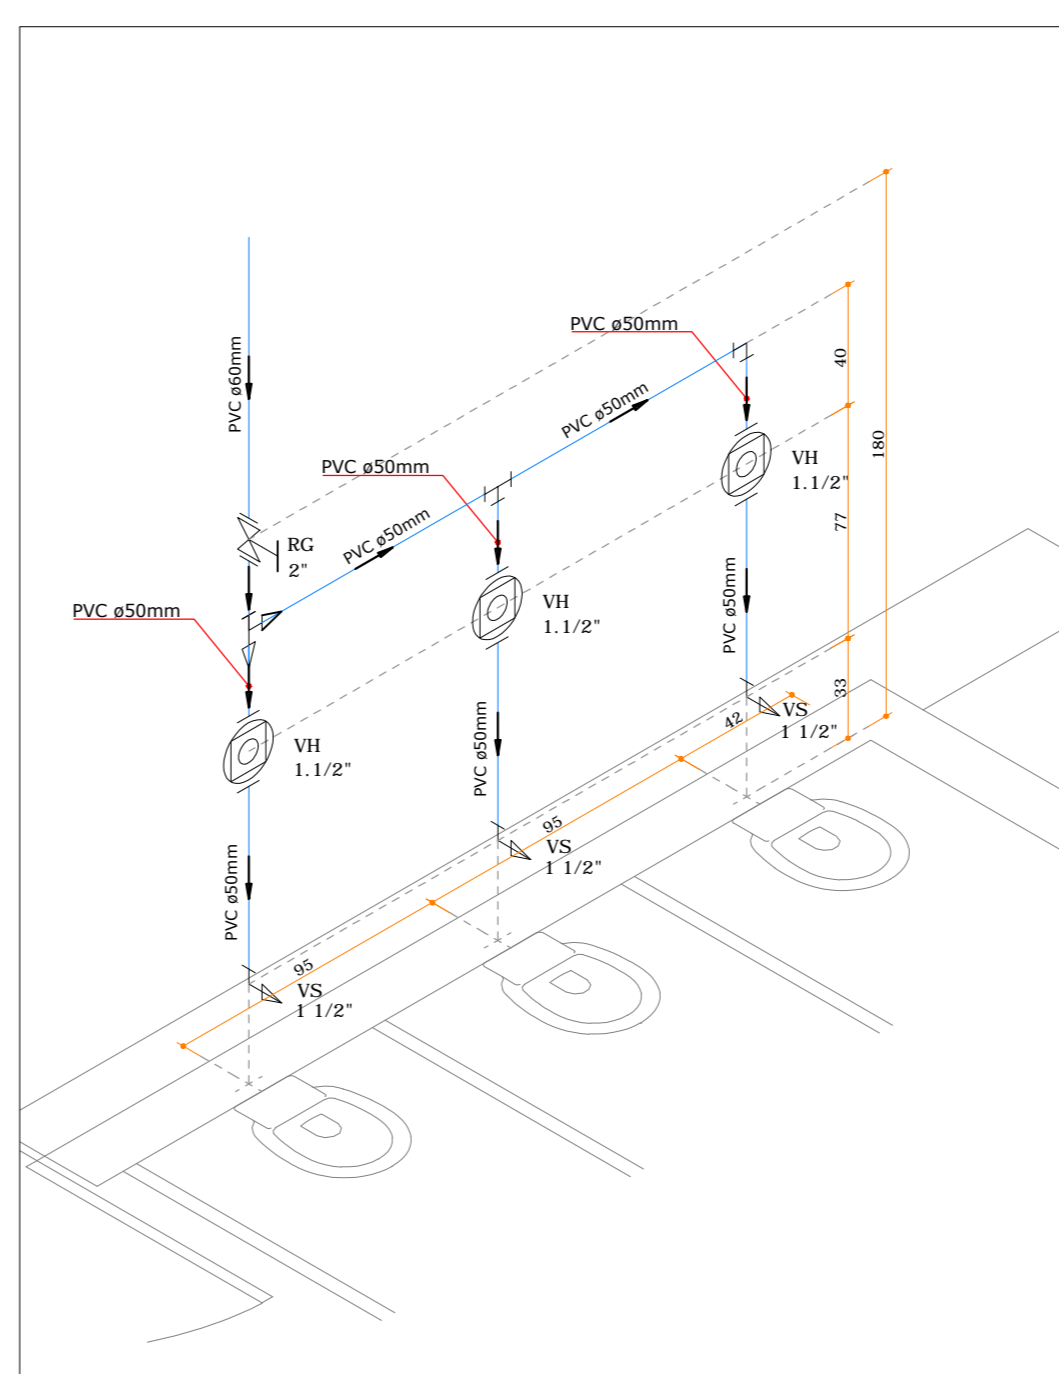 PVC ø50mm
PVC ø60mm
PVC ø50mm
40
180
PVC ø50mm
VH
1.1/2"
PVC ø50mm
77
RG
2"
VH
1.1/2"
PVC ø50mm
PVC ø50mm
33
VS
1 1/2"
42
PVC ø50mm
VH
1.1/2"
95
VS
1 1/2"
PVC ø50mm
95
VS
1 1/2"